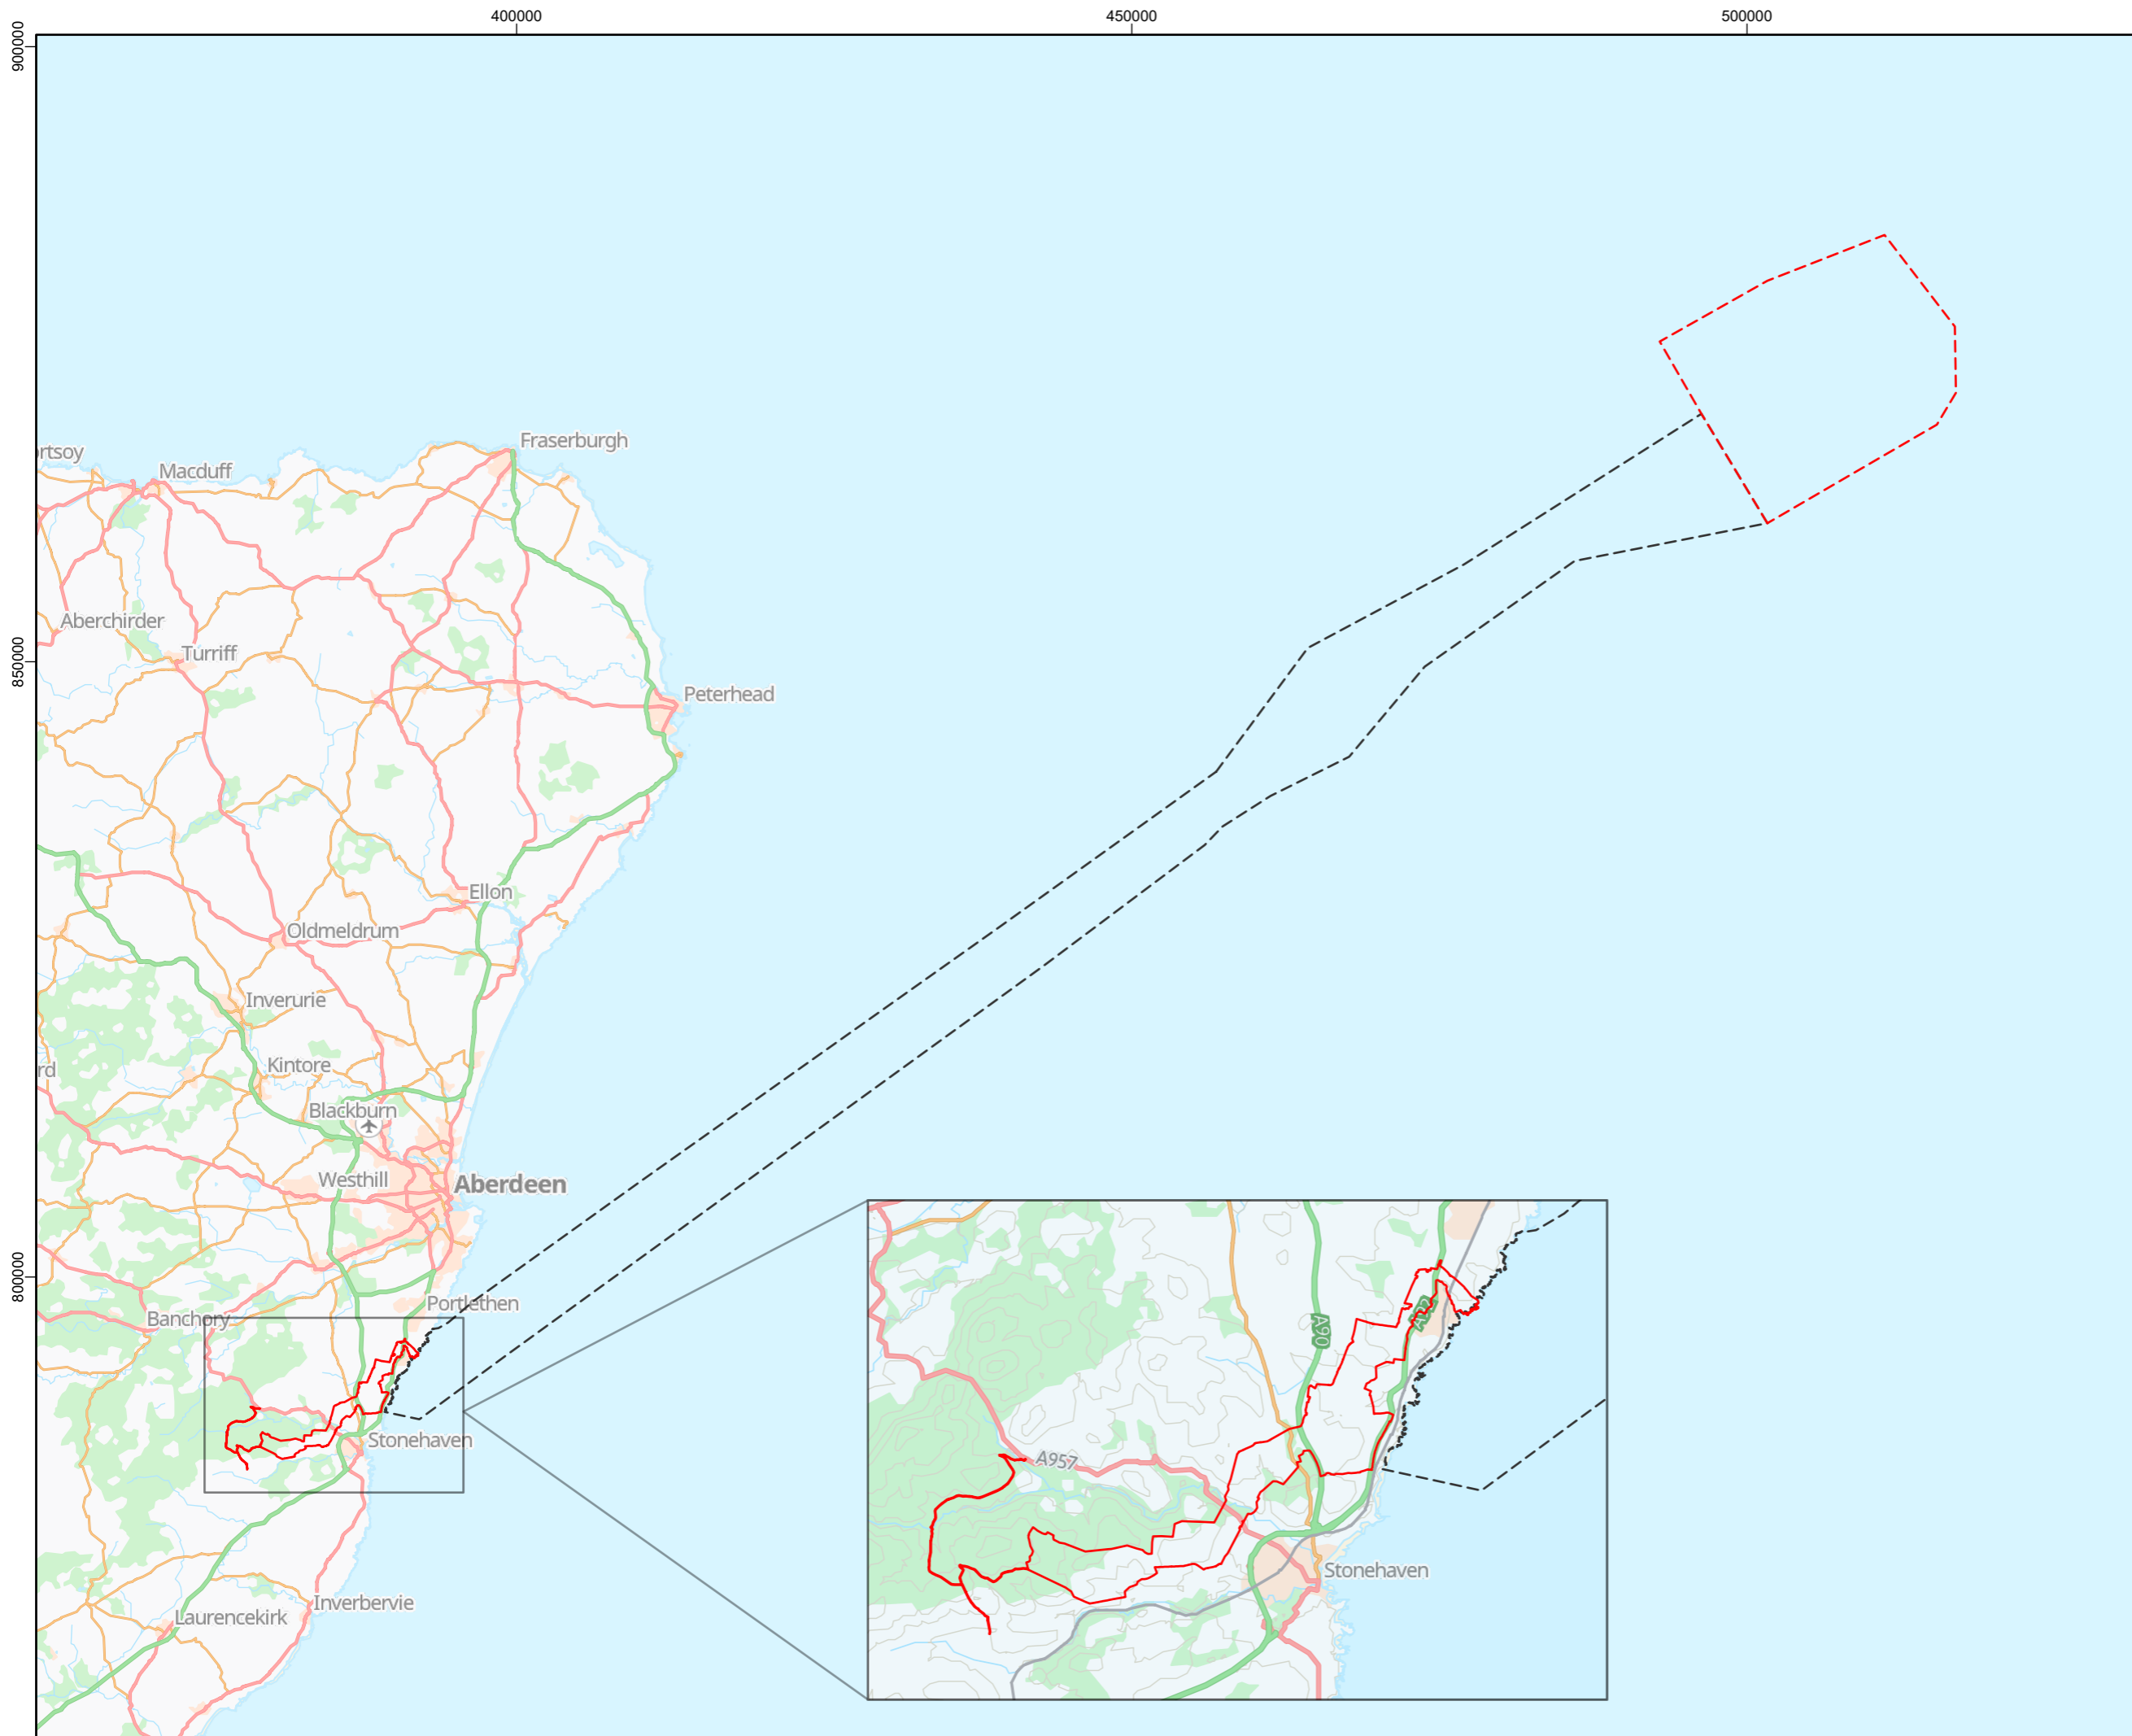 400000
450000
500000
900000
Fraserburgh
ortsoy
Macduff
Aberchirder
850000
Turriff
Peterhead
Ellon
Oldmeldrum
Inverurie
Kintore
rd
Blackburn
Westhill
Aberdeen
800000
Portlethen
Banchory
A92
A90
Stonehaven
A957
Stonehaven
Inverbervie
Laurencekirk